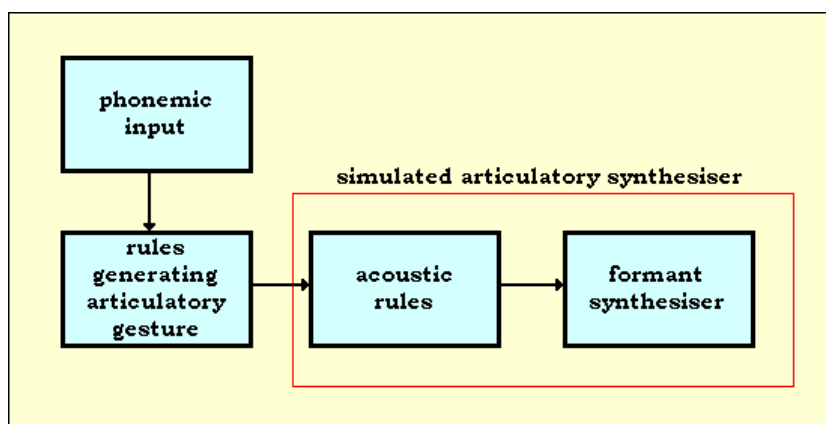 phonemic
input
simulated articulatory synthesiser
rules
generating
articulatory
gesture
acoustic
rules
formant
synthesiser